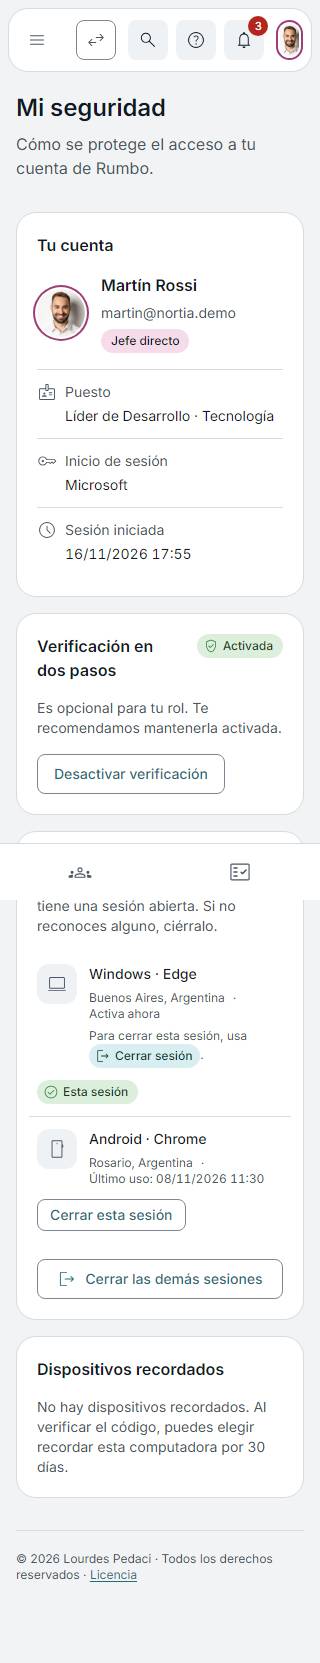 3
Mi seguridad
Cómo se protege el acceso a tu
cuenta de Rumbo.
Tu cuenta
Martín Rossi
martin@nortia.demo
Jefe directo
Puesto
Líder de Desarrollo · Tecnología
Inicio de sesión
Microsoft
Sesión iniciada
16/11/2026 17:55
Verificación en
dos pasos
Activada
Es opcional para tu rol. Te
recomendamos mantenerla activada.
Desactivar verificación
tiene una sesión abierta. Si no
reconoces alguno, ciérralo.
Windows · Edge
Buenos Aires, Argentina ·
Activa ahora
Para cerrar esta sesión, usa
Cerrar sesión.
Esta sesión
Android · Chrome
Rosario, Argentina ·
Último uso: 08/11/2026 11:30
Cerrar esta sesión
Cerrar las demás sesiones
Dispositivos recordados
No hay dispositivos recordados. Al
verificar el código, puedes elegir
recordar esta computadora por 30
días.
© 2026 Lourdes Pedaci · Todos los derechos
reservados · Licencia